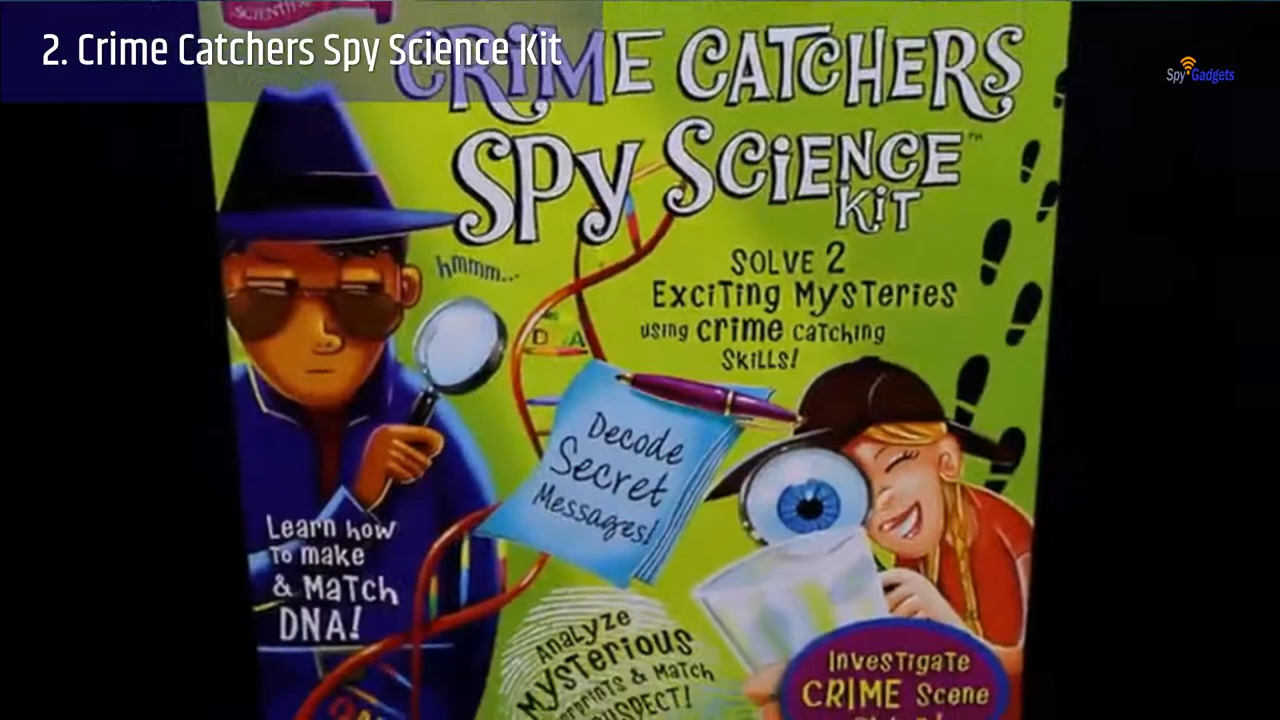 SCIENTIFIC
2. Crime Catchers Spy Science Kit
Spy Gadgets
CRiME CATCHERS
SPy SCiENCE
KiT
™
hmmm...
SOLVE 2
ExciTing MysTeries
using crime catching
SkiLLs!
D A
Decode
Secret
Messages!
Learn how
To make
& MaTch
DNA!
AnaLyze
MysTerious
& MaTch
SUSPECT!
InvesTigaTe
CRIME Scene